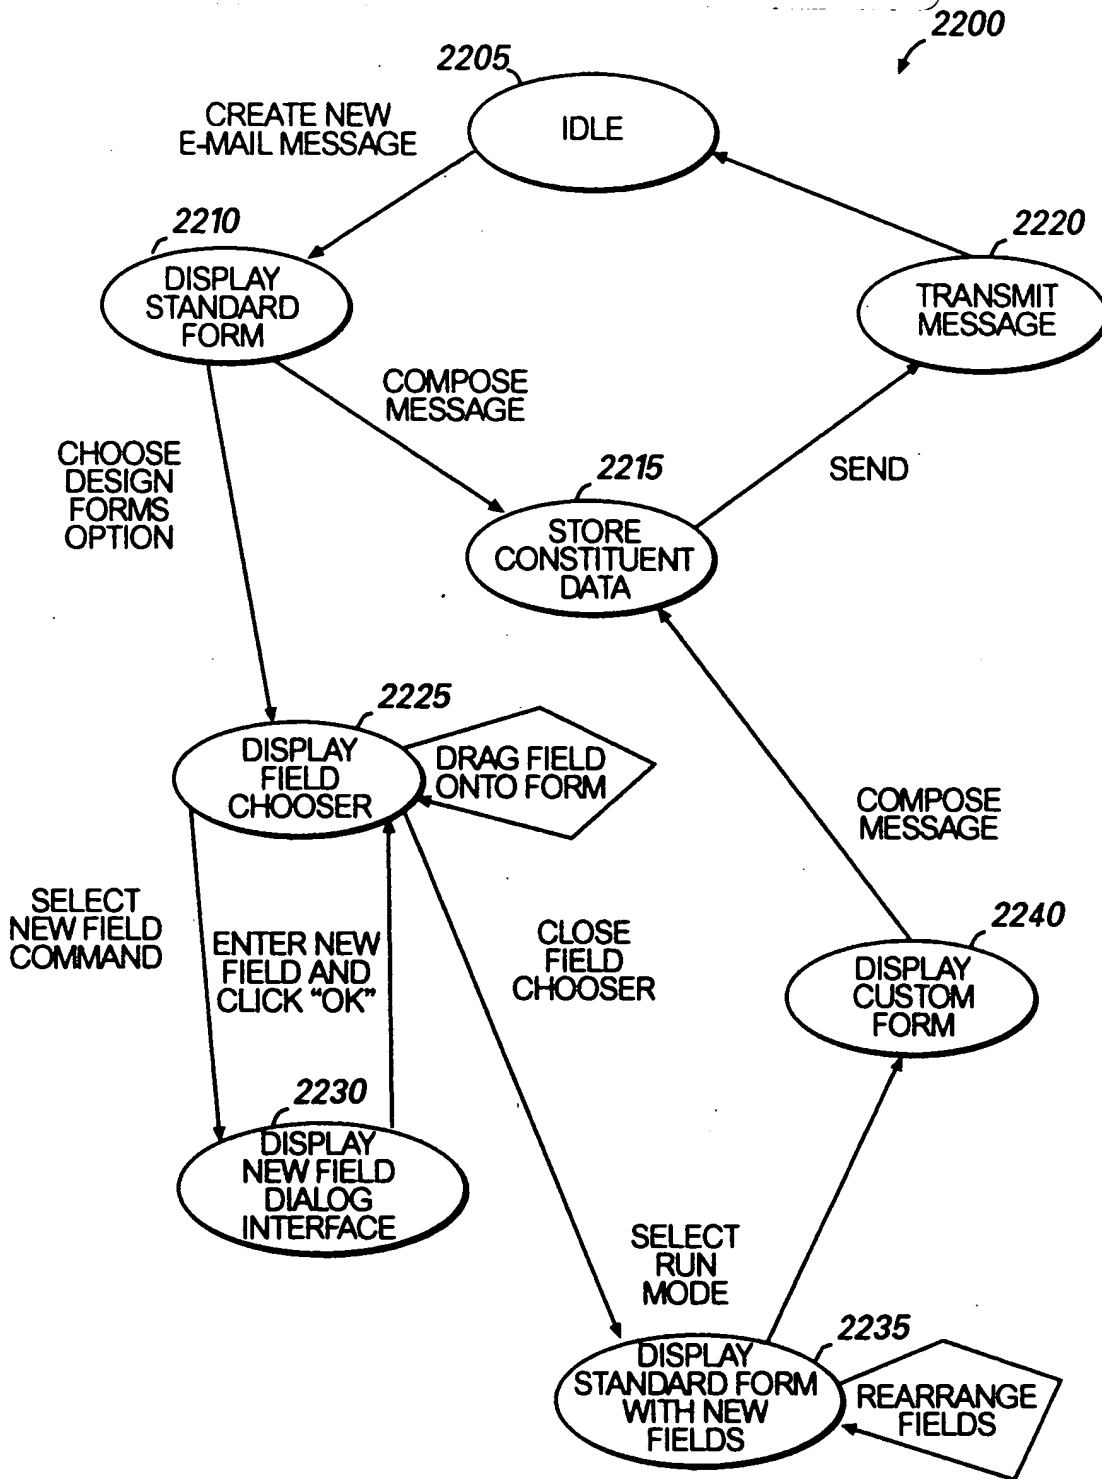 2200
2205
IDLE
CREATE NEW
E-MAIL MESSAGE
2210
DISPLAY
STANDARD
FORM
2220
TRANSMIT
MESSAGE
COMPOSE
MESSAGE
CHOOSE
DESIGN
FORMS
OPTION
2215
STORE
CONSTITUENT
DATA
SEND
2225
DISPLAY
FIELD
CHOOSER
DRAG FIELD
ONTO FORM
COMPOSE
MESSAGE
SELECT
NEW FIELD
COMMAND
ENTER NEW
FIELD AND
CLICK "OK"
CLOSE
FIELD
CHOOSER
2240
DISPLAY
CUSTOM
FORM
2230
DISPLAY
NEW FIELD
DIALOG
INTERFACE
SELECT
RUN
MODE
2235
DISPLAY
STANDARD FORM
WITH NEW
FIELDS
REARRANGE
FIELDS